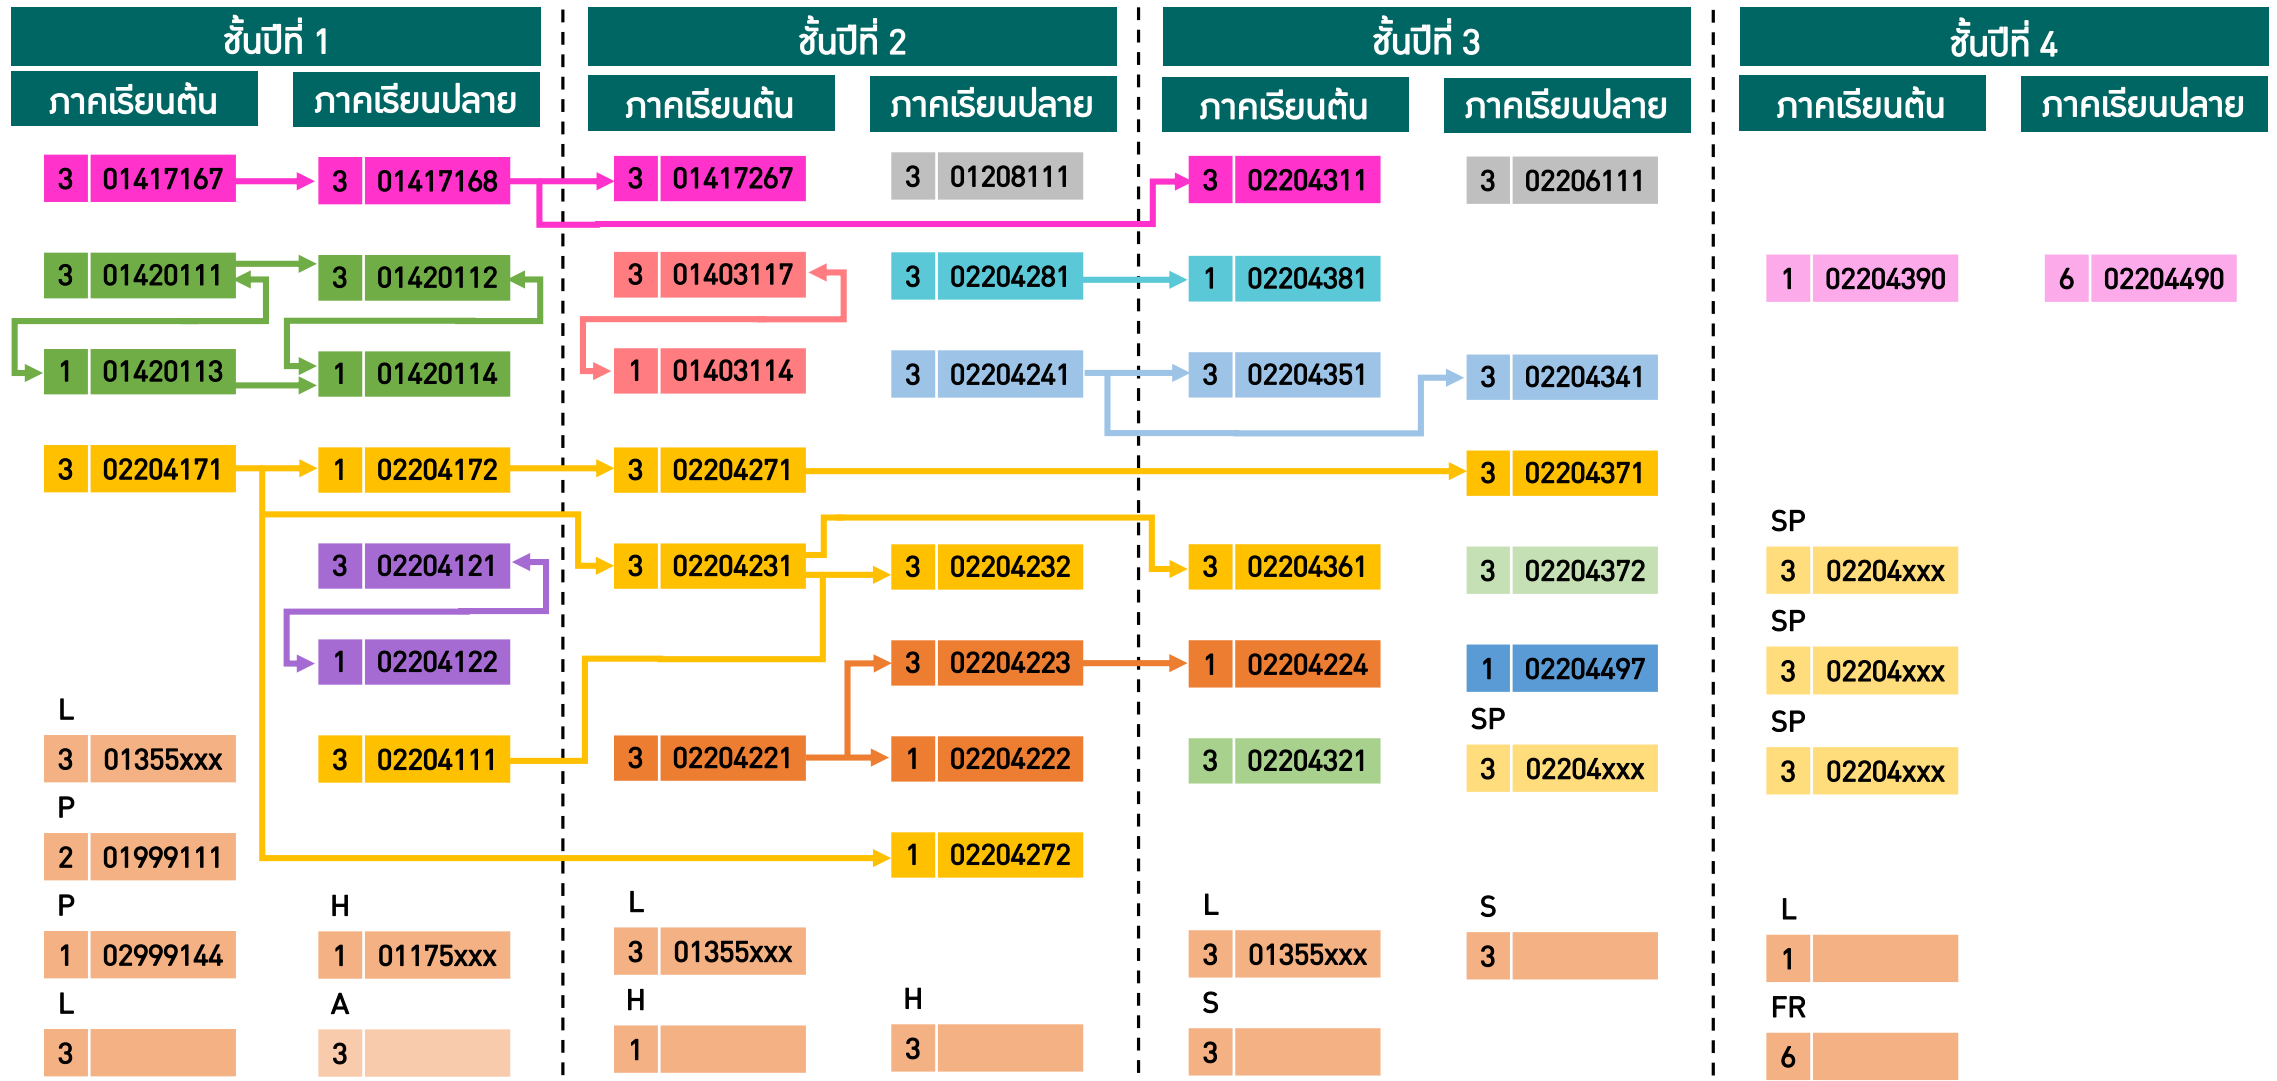 ชั้นปีที่ 1
ชั้นปีที่ 2
ชั้นปีที่ 3
ชั้นปีที่ 4
ภาคเรียนต้น
ภาคเรียนปลาย
ภาคเรียนต้น
ภาคเรียนปลาย
ภาคเรียนต้น
ภาคเรียนปลาย
ภาคเรียนต้น
ภาคเรียนปลาย
3 01417167
3 01417168
3 01417267
3 01208111
3 02204311
3 02206111
3 01420111
3 01420112
3 01403117
3 02204281
1 02204381
1 02204390
6 02204490
1 01420113
1 01420114
1 01403114
3 02204241
3 02204351
3 02204341
3 02204171
1 02204172
3 02204271
3 02204371
SP
3 02204121
3 02204231
3 02204232
3 02204361
3 02204372
3 02204xxx
SP
1 02204122
3 02204223
1 02204224
1 02204497
3 02204xxx
L
SP
SP
3 01355xxx
3 02204111
3 02204221
1 02204222
3 02204321
3 02204xxx
3 02204xxx
P
2 01999111
1 02204272
P
H
L
L
S
L
1 02999144
1 01175xxx
3 01355xxx
3 01355xxx
3
1
L
A
H
H
S
FR
3
3
1
3
3
6